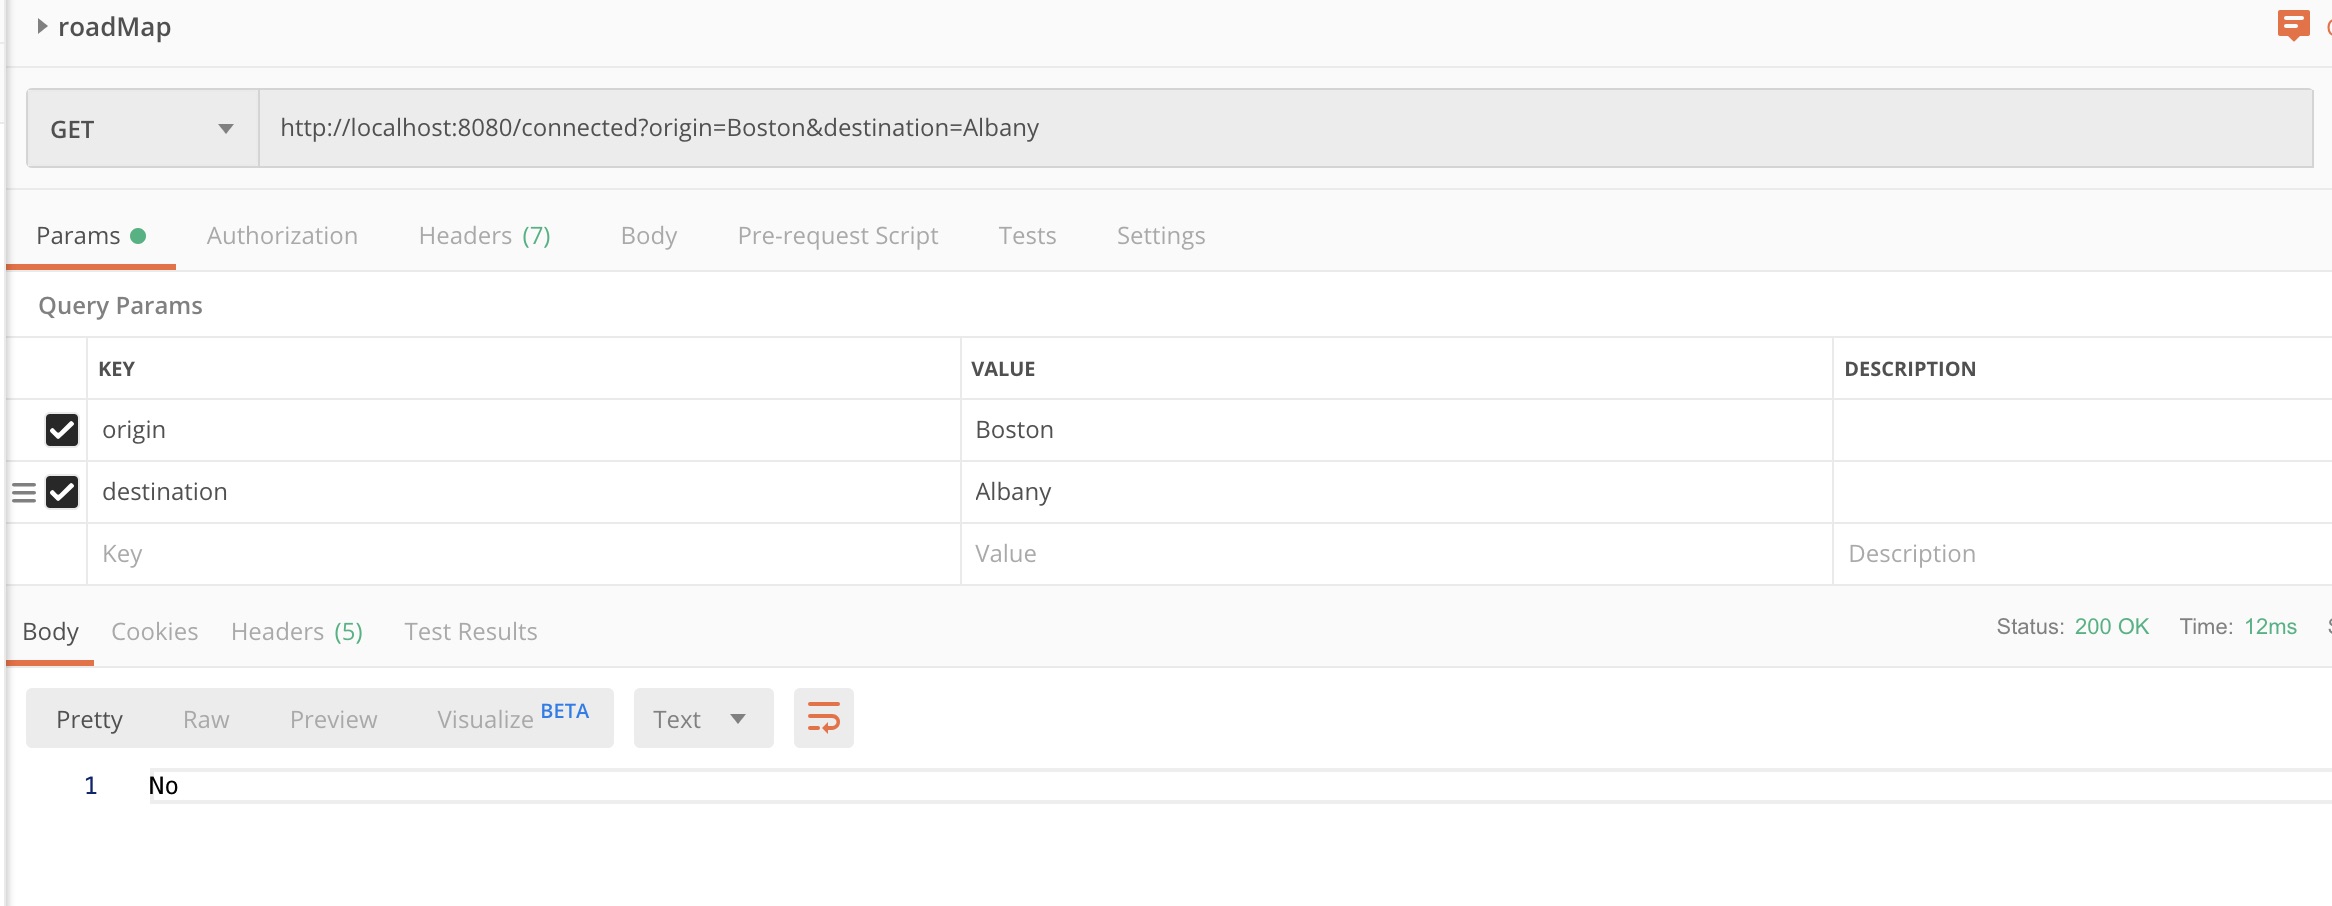 roadMap
GET http://localhost:8080/connected?origin=Boston&destination=Albany
Params Authorization Headers (7) Body Pre-request Script Tests Settings
Query Params
KEY VALUE DESCRIPTION
origin Boston
destination Albany
Key Value Description
Body Cookies Headers (5) Test Results Status: 200 OK Time: 12ms
Pretty Raw Preview Visualize BETA Text
1 No